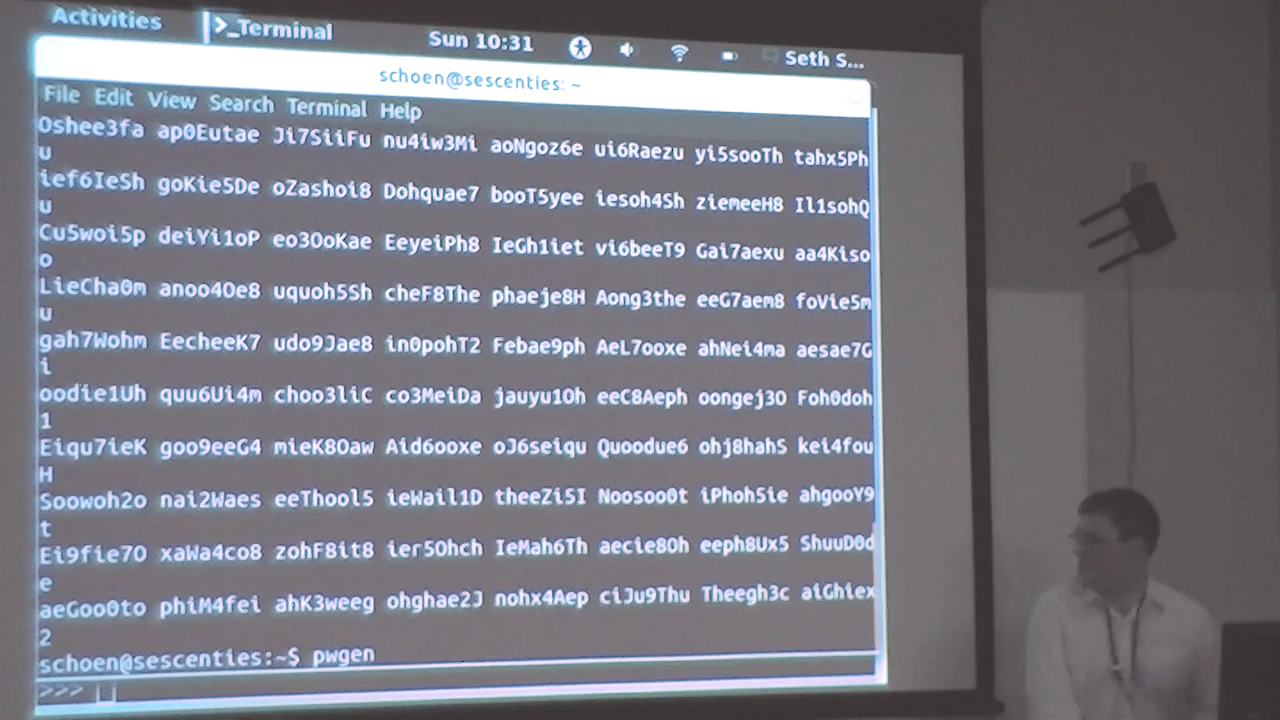 Activities >_Terminal Sun 10:31 Seth S...
schoen@sescenties: ~
File Edit View Search Terminal Help
Oshee3fa ap0Eutae Ji7SiiFu nu4iw3Mi aoNgoz6e ui6Raezu yi5sooTh tahx5Ph
u
ief6IeSh goKie5De oZashoi8 Dohquae7 booT5yee iesoh4Sh ziemeeH8 Il1sohQ
u
Cu5woi5p deiYi1oP eo3OoKae EeyeiPh8 IeGh1iet vi6beeT9 Gai7aexu aa4Kiso
o
LieCha0m anoo4Oe8 uquoh5Sh cheF8The phaeje8H Aong3the eeG7aem8 foVie5m
u
gah7Wohm EecheeK7 udo9Jae8 in0pohT2 Febae9ph AeL7ooxe ahNei4ma aesae7G
i
oodie1Uh quu6Ui4m choo3liC co3MeiDa jauyu1Oh eeC8Aeph oongej3O Foh0doh
1
Eiqu7ieK goo9eeG4 mieK8Oaw Aid6ooxe oJ6seiqu Quoodue6 ohj8hahS kei4fou
H
Soowoh2o nai2Waes eeThool5 ieWail1D theeZi5I Noosoo0t iPhoh5ie ahgooY9
t
Ei9fie7O xaWa4co8 zohF8it8 ier5Ohch IeMah6Th aecie8Oh eeph8Ux5 ShuuD0d
e
aeGoo0to phiM4fei ahK3weeg ohghae2J nohx4Aep ciJu9Thu Theegh3c aiGhiex
2
schoen@sescenties:~$ pwgen
>>>